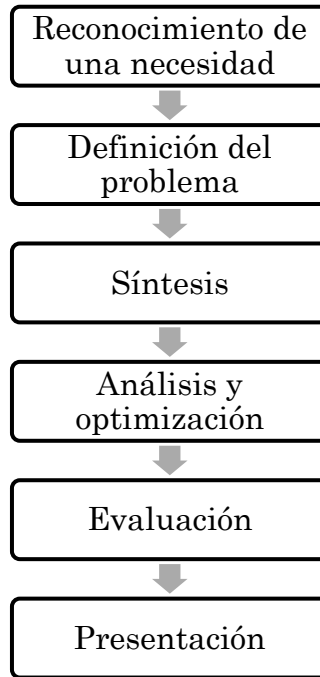 Reconocimiento de
una necesidad
Definición del
problema
Síntesis
Análisis y
optimización
Evaluación
Presentación